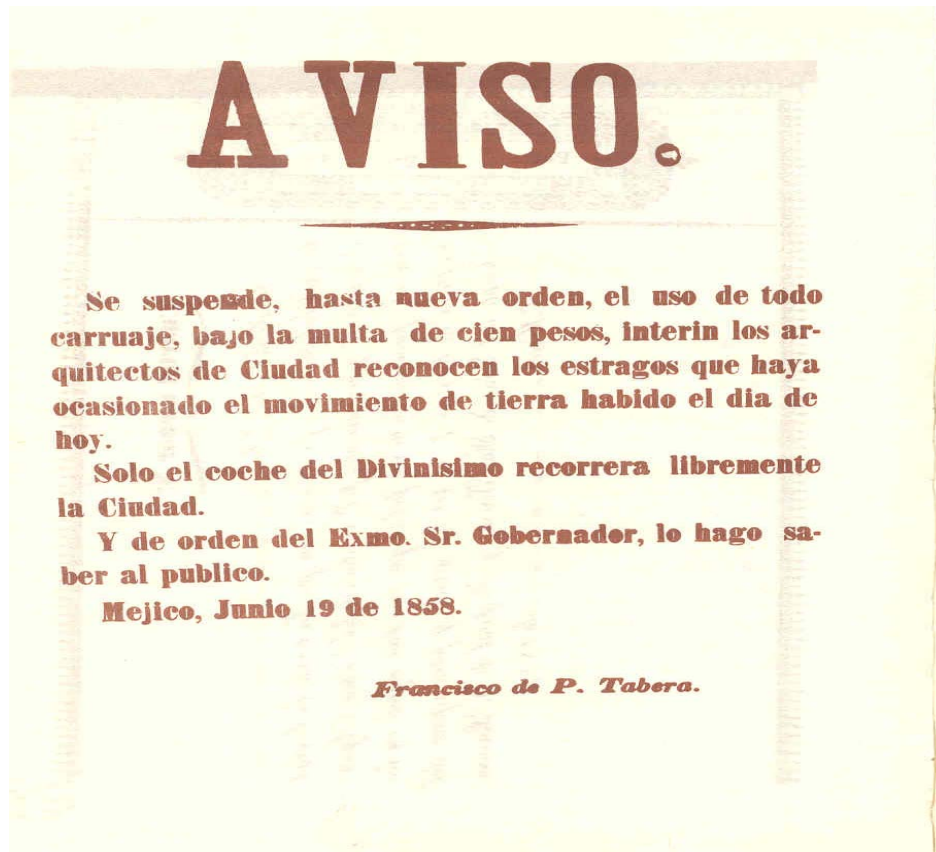 AVISO.
Se suspende, hasta nueva orden, el uso de todo
carruaje, bajo la multa de cien pesos, interin los ar-
quitectos de Ciudad reconocen los estragos que haya
ocasionado el movimiento de tierra habido el dia de
hoy.
Solo el coche del Divinisimo recorrera libremente
la Ciudad.
Y de orden del Exmo. Sr. Gobernador, lo hago sa-
ber al publico.
Mejico, Junio 19 de 1858.
Francisco de P. Tabera.